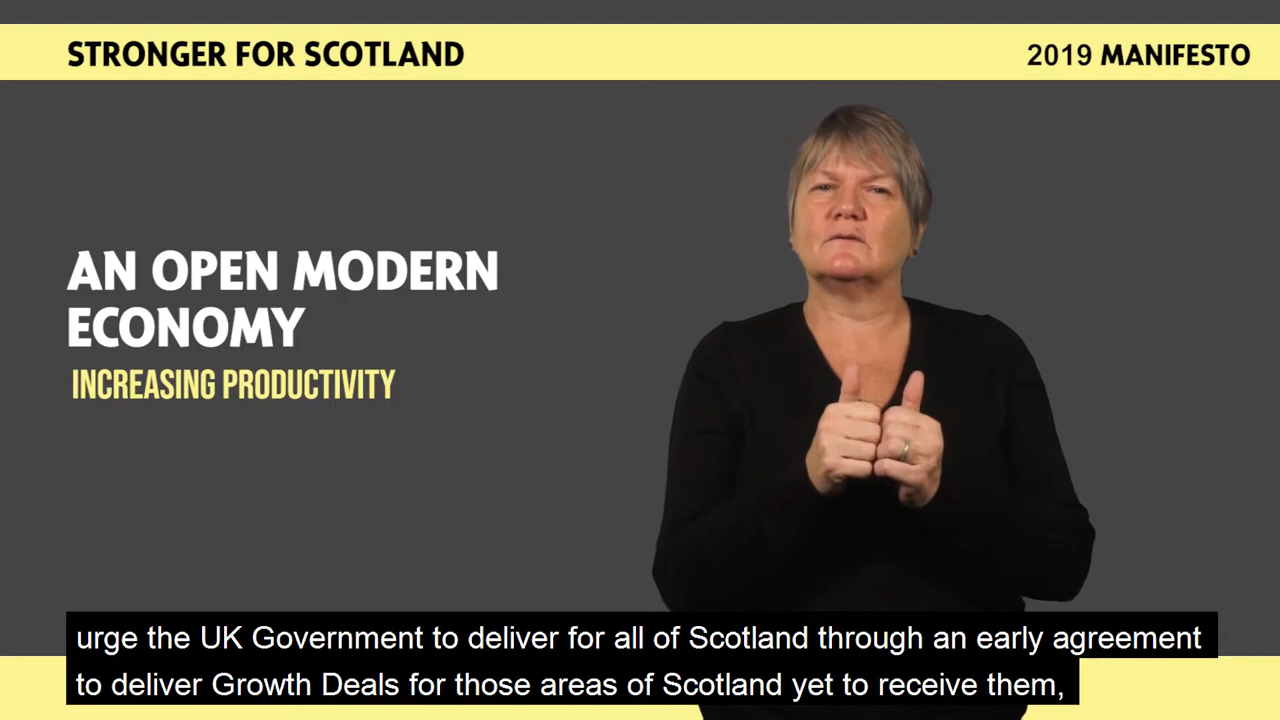 STRONGER FOR SCOTLAND
2019 MANIFESTO
AN OPEN MODERN
ECONOMY
INCREASING PRODUCTIVITY
urge the UK Government to deliver for all of Scotland through an early agreement
to deliver Growth Deals for those areas of Scotland yet to receive them,